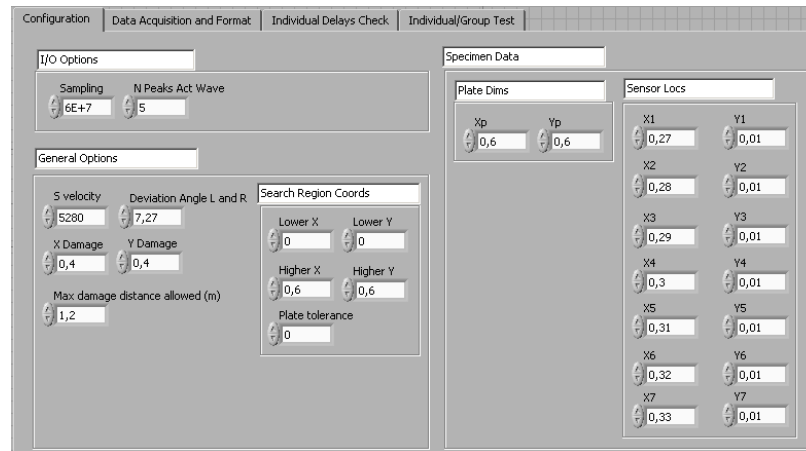 Configuration Data Acquisition and Format Individual Delays Check Individual/Group Test
I/O Options
Sampling N Peaks Act Wave
6E+7 5
General Options
S velocity Deviation Angle L and R
5280 7,27
X Damage Y Damage
0,4 0,4
Max damage distance allowed (m)
1,2
Search Region Coords
Lower X Lower Y
0 0
Higher X Higher Y
0,6 0,6
Plate tolerance
0
Specimen Data
Plate Dims
Xp Yp
0,6 0,6
Sensor Locs
X1 Y1
0,27 0,01
X2 Y2
0,28 0,01
X3 Y3
0,29 0,01
X4 Y4
0,3 0,01
X5 Y5
0,31 0,01
X6 Y6
0,32 0,01
X7 Y7
0,33 0,01